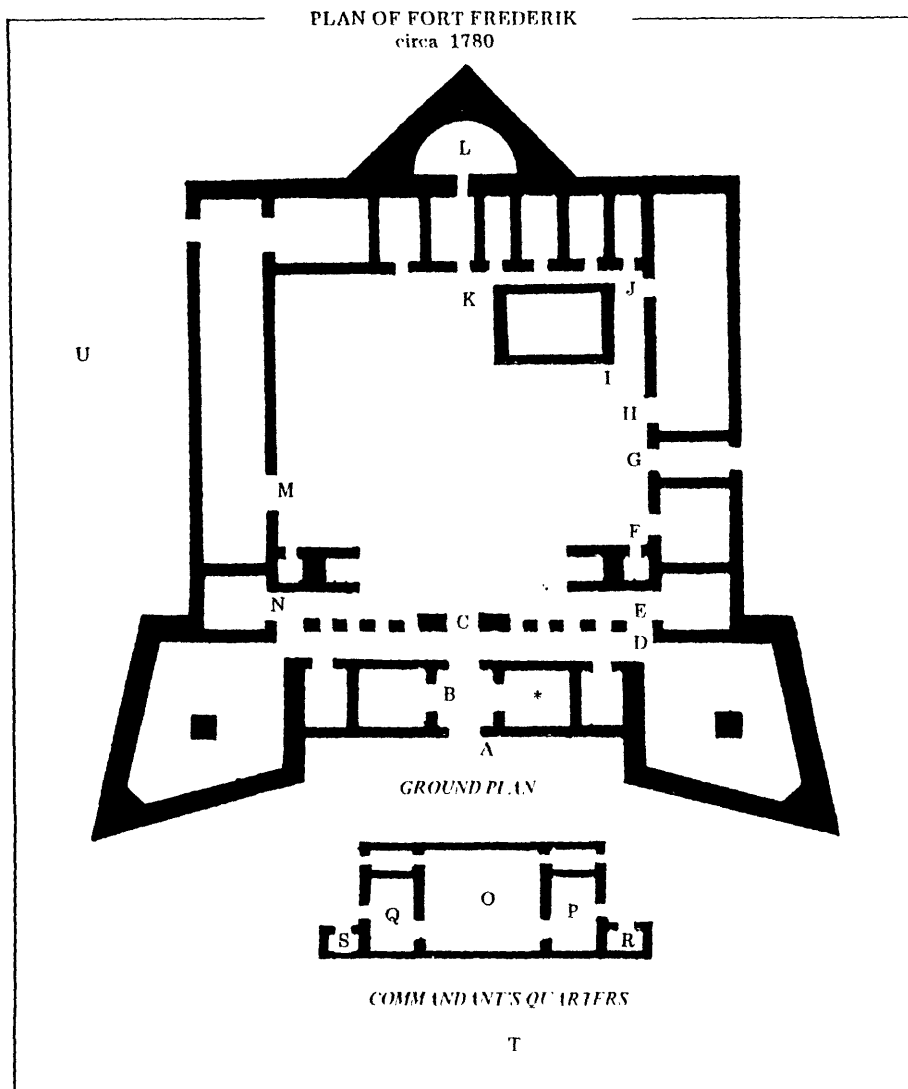 PLAN OF FORT FREDERIK
circa 1780
L
K
J
U
I
H
G
M
F
N
E
C
D
B
*
A
GROUND PLAN
O
Q
P
S
R
COMMANDANT'S QUARTERS
T